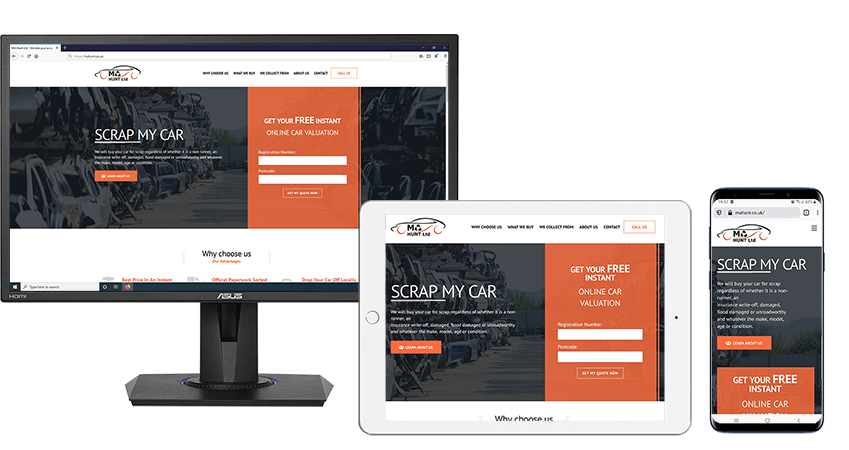 https://mahunt.co.uk
MA
HUNT Ltd
WHY CHOOSE US
WHAT WE BUY
WE COLLECT FROM
ABOUT US
CONTACT
CALL US
SCRAP MY CAR
We will buy your car for scrap regardless of whether it is a non-
runner, an
insurance write-off, damaged, flood damaged or unroadworthy and whatever
the make, model, age or condition.
LEARN ABOUT US
GET YOUR FREE INSTANT
ONLINE CAR VALUATION
Registration Number:
Postcode:
GET MY QUOTE NOW
Why choose us
Our Advantages
Best Price In An Instant
Official Paperwork Sorted
Drop Your Car Off Locally
Type here to search
HDMI
ASUS
MA
HUNT Ltd
WHY CHOOSE US
WHAT WE BUY
WE COLLECT FROM
ABOUT US
CONTACT
CALL US
SCRAP MY CAR
We will buy your car for scrap regardless of whether it is a non-
runner, an
insurance write-off, damaged, flood damaged or unroadworthy
and whatever the make, model, age or condition.
LEARN ABOUT US
GET YOUR FREE
INSTANT
ONLINE CAR
VALUATION
Registration Number:
Postcode:
GET MY QUOTE NOW
Why choose us
19:57
62%
mahunt.co.uk/
MA
HUNT Ltd
SCRAP MY CAR
We will buy your car for scrap
regardless of whether it is a
non-
runner, an
insurance write-off, damaged,
flood damaged or unroadworthy
and whatever the make, model,
age or condition.
LEARN ABOUT US
GET YOUR FREE
INSTANT
ONLINE CAR
VALUATION